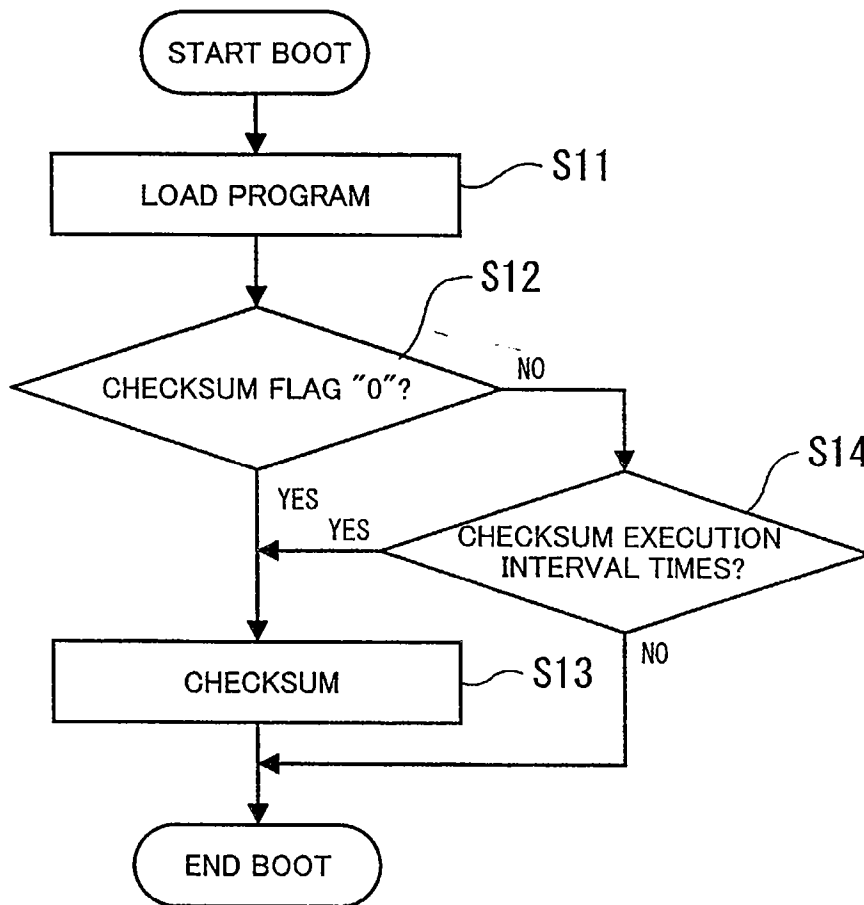 START BOOT
S11
LOAD PROGRAM
S12
CHECKSUM FLAG "0"?
NO
S14
YES
YES
CHECKSUM EXECUTION
INTERVAL TIMES?
NO
CHECKSUM
S13
END BOOT